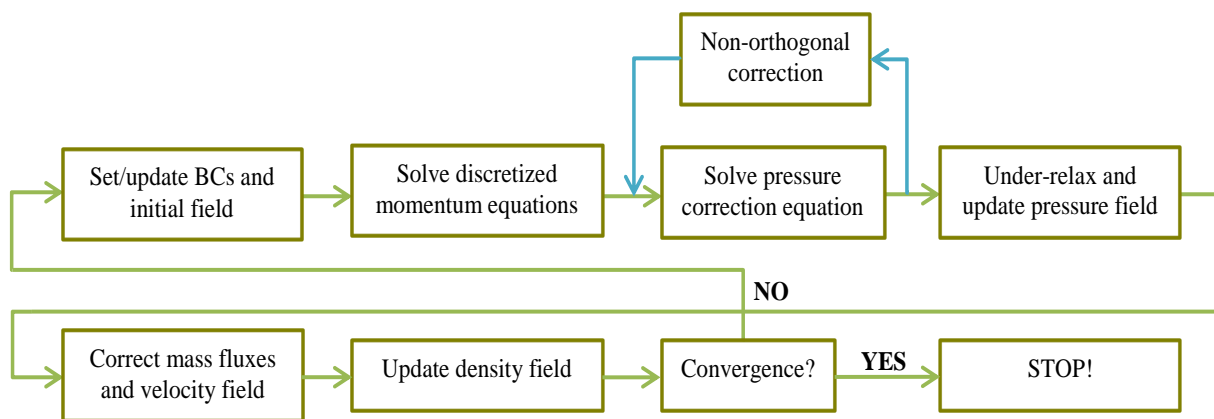 Non-orthogonal
correction
Set/update BCs and
initial field
Solve discretized
momentum equations
Solve pressure
correction equation
Under-relax and
update pressure field
NO
Correct mass fluxes
and velocity field
Update density field
Convergence?
YES
STOP!